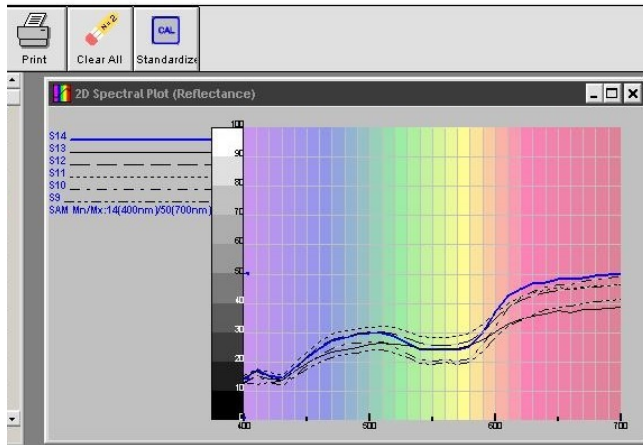 N=2
CAL
Print
Clear All
Standardize
2D Spectral Plot (Reflectance)
S14
S13
S12
S11
S10
S9
SAM Mn/Mx:14(400nm)/50(700nm)
100
90
80
70
60
50
40
30
20
10
0
400
500
600
700